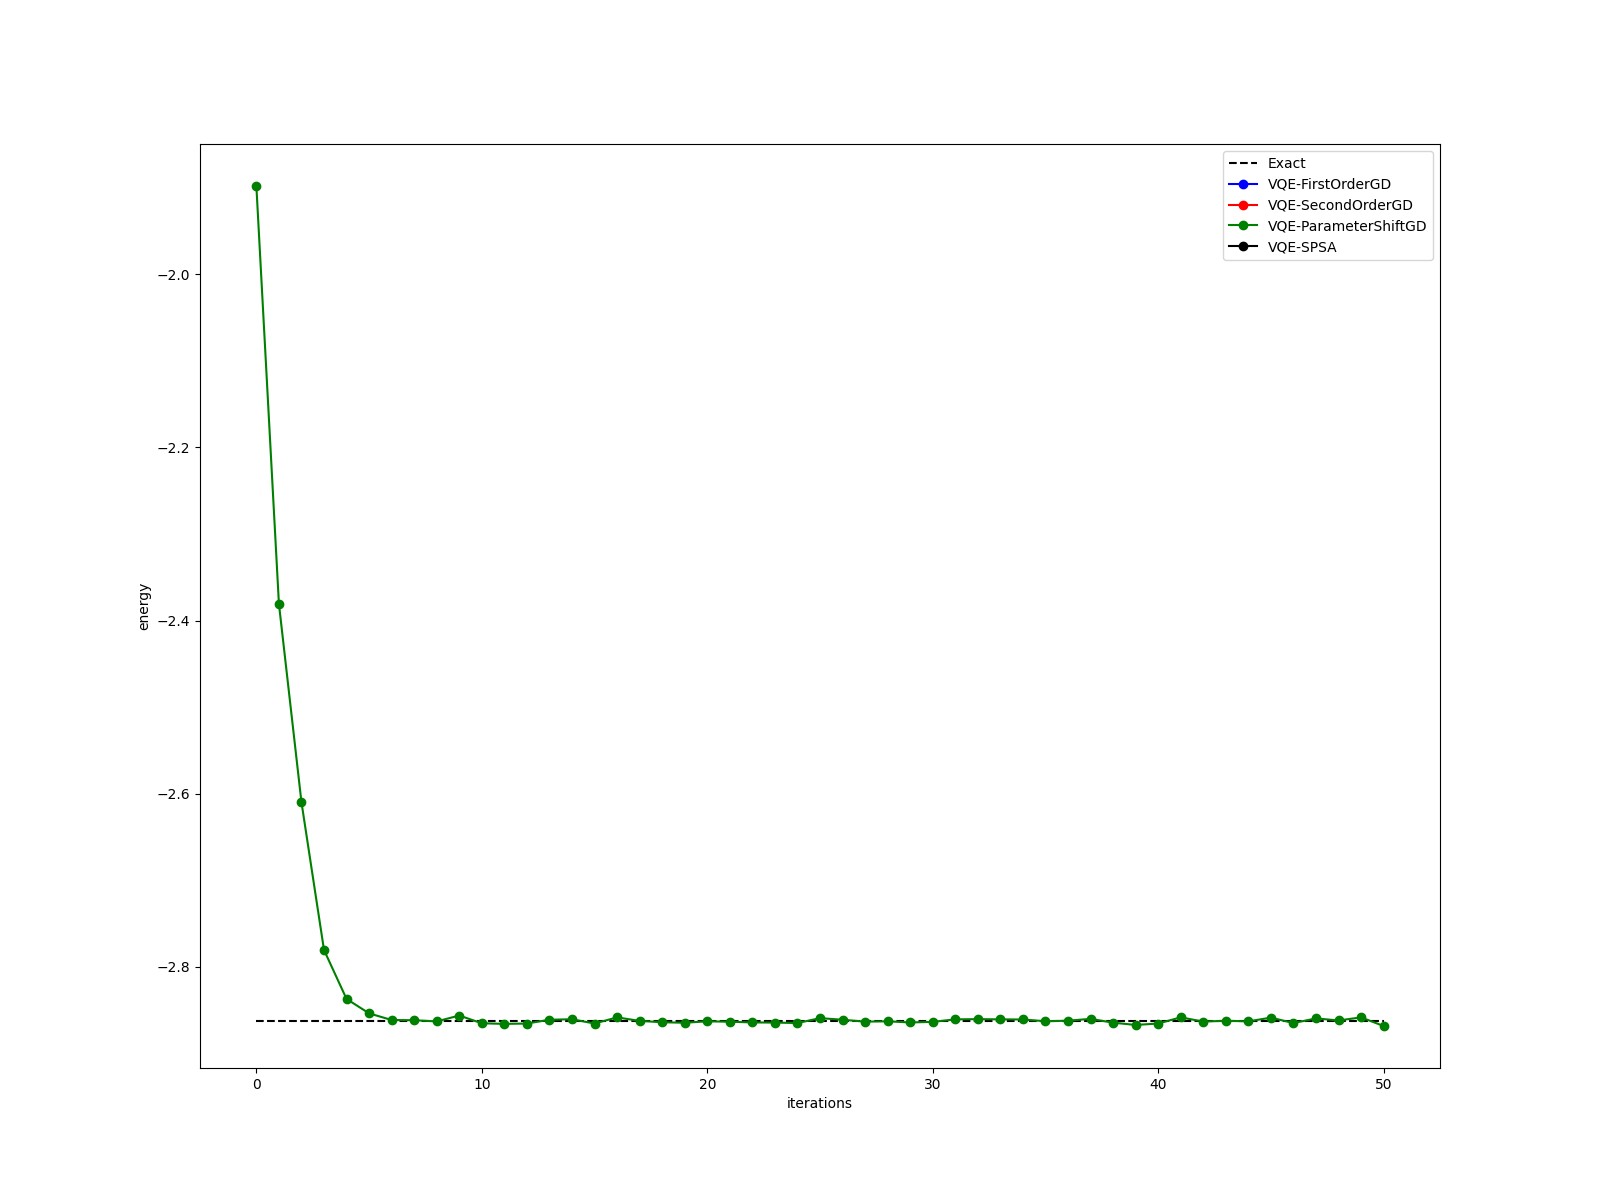 Exact
VQE-FirstOrderGD
VQE-SecondOrderGD
VQE-ParameterShiftGD
VQE-SPSA
−2.0
−2.2
−2.4
−2.6
−2.8
energy
0 10 20 30 40 50
iterations